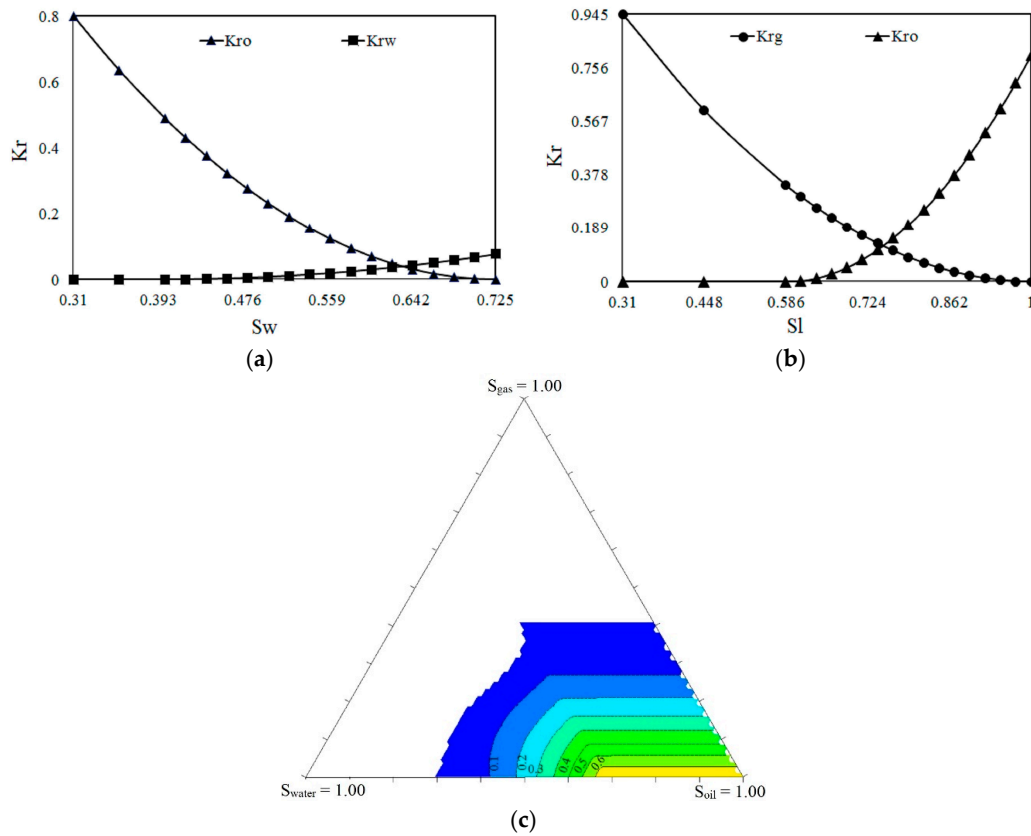 Kro Krw
0.8
0.6
0.4
0.2
0
Kr
0.31 0.393 0.476 0.559 0.642 0.725
Sw
(a)
Krg Kro
0.945
0.756
0.567
0.378
0.189
0
Kr
0.31 0.448 0.586 0.724 0.862 1
Sl
(b)
Sgas = 1.00
0.1 0.2 0.3 0.4 0.5 0.6
Swater = 1.00 Soil = 1.00
(c)